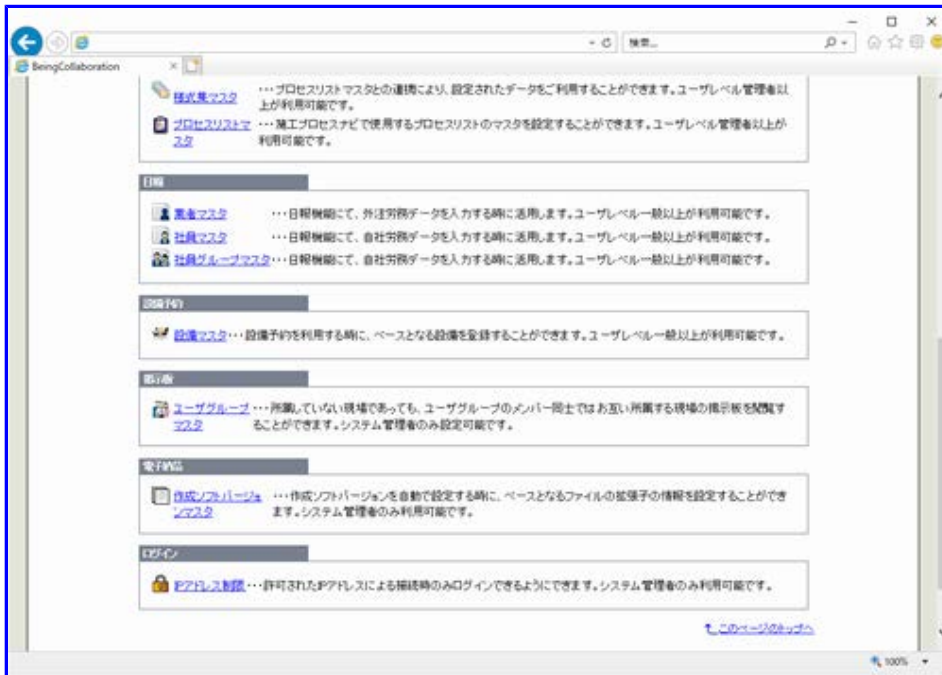 検索...
BeingCollaboration
様式集マスタ ・・・プロセスリストマスタとの連携により、設定されたデータをご利用することができます。ユーザレベル管理者以
上が利用可能です。
プロセスリストマ ・・・施工プロセスナビで使用するプロセスリストのマスタを設定することができます。ユーザレベル管理者以上が
スタ 利用可能です。
日報
業者マスタ ・・・日報機能にて、外注労務データを入力する時に活用します。ユーザレベル一般以上が利用可能です。
社員マスタ ・・・日報機能にて、自社労務データを入力する時に活用します。ユーザレベル一般以上が利用可能です。
社員グループマスタ・・・日報機能にて、自社労務データを入力する時に活用します。ユーザレベル一般以上が利用可能です。
設備予約
設備マスタ・・・設備予約を利用する時に、ベースとなる設備を登録することができます。ユーザレベル一般以上が利用可能です。
掲示板
ユーザグループ ・・・所属していない現場であっても、ユーザグループのメンバー同士ではお互い所属する現場の掲示板を閲覧す
マスタ ることができます。システム管理者のみ設定可能です。
電子納品
作成ソフトバージョ ・・・作成ソフトバージョンを自動で設定する時に、ベースとなるファイルの拡張子の情報を設定することができ
ンマスタ ます。システム管理者のみ利用可能です。
ログイン
IPアドレス制限・・・許可されたIPアドレスによる接続時のみログインできるようにできます。システム管理者のみ利用可能です。
このページのトップへ
100%